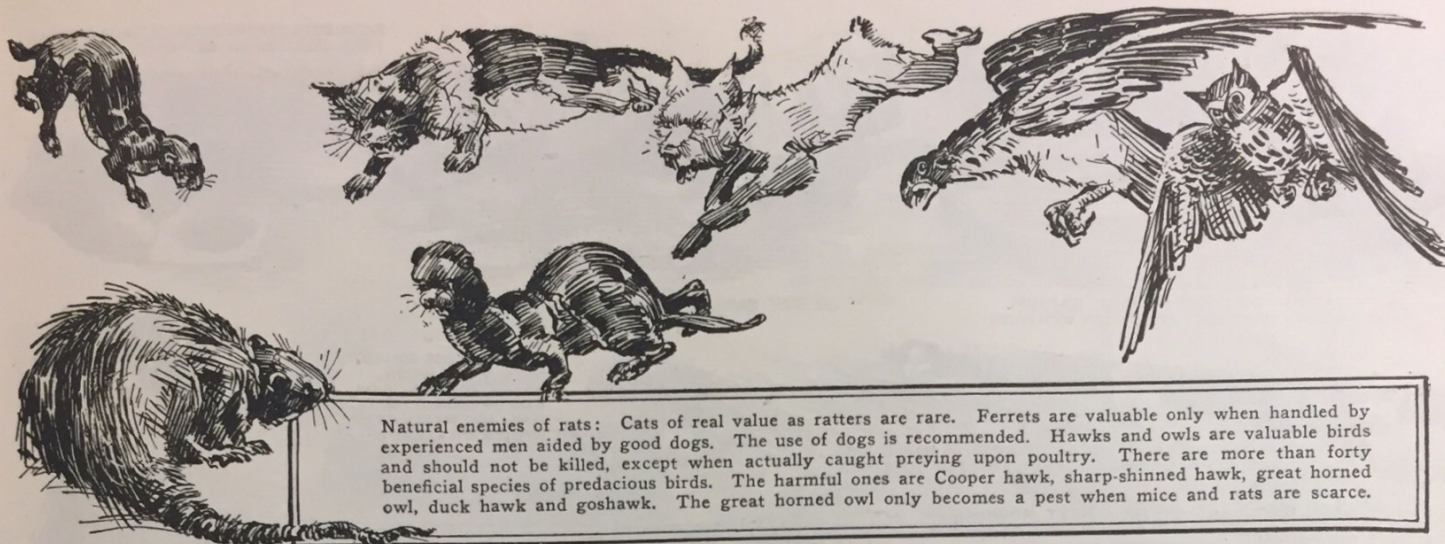 Natural enemies of rats: Cats of real value as ratters are rare. Ferrets are valuable only when handled by
experienced men aided by good dogs. The use of dogs is recommended. Hawks and owls are valuable birds
and should not be killed, except when actually caught preying upon poultry. There are more than forty
beneficial species of predacious birds. The harmful ones are Cooper hawk, sharp-shinned hawk, great horned
owl, duck hawk and goshawk. The great horned owl only becomes a pest when mice and rats are scarce.